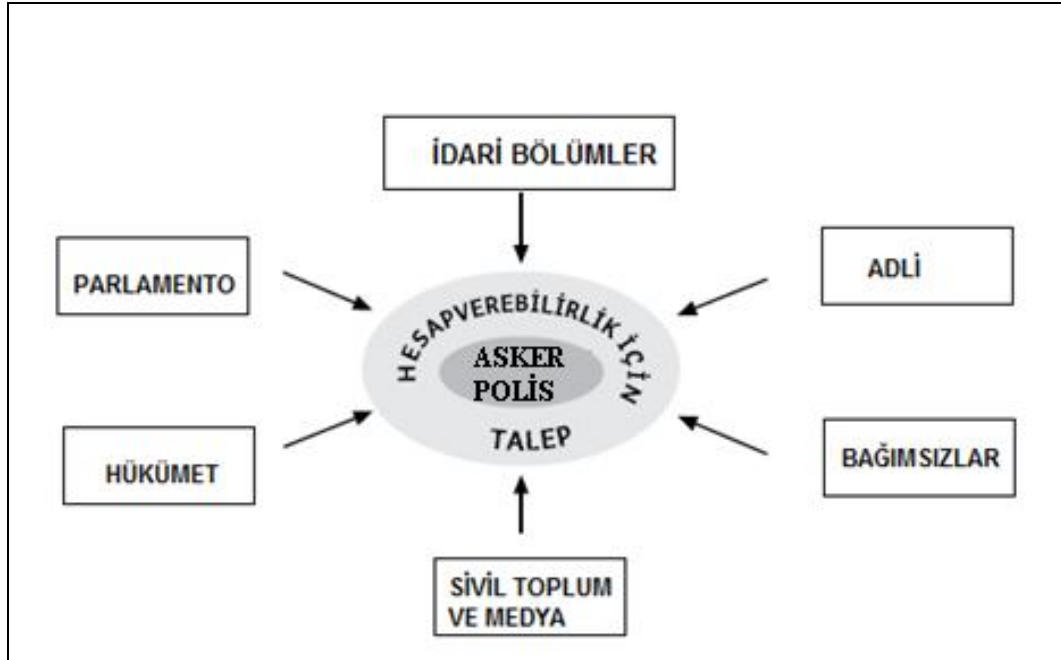 İDARİ BÖLÜMLER
PARLAMENTO
ADLİ
HESAPVEREBİLİRLİK İÇİN
ASKER
POLİS
TALEP
HÜKÜMET
BAĞIMSIZLAR
SİVİL TOPLUM
VE MEDYA